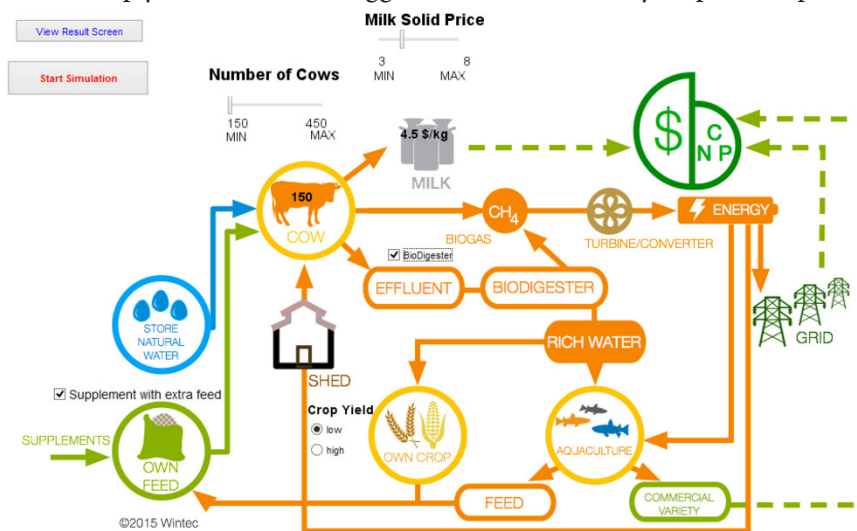 View Result Screen
Start Simulation
Milk Solid Price
3
MIN
8
MAX
Number of Cows
150
MIN
450
MAX
4.5 $/kg
MILK
$
C
N P
150
COW
CH4
BIOGAS
TURBINE/CONVERTER
ENERGY
BioDigester
EFFLUENT
BIODIGESTER
STORE
NATURAL
WATER
GRID
RICH WATER
SHED
Supplement with extra feed
Crop Yield
low
high
OWN CROP
AQUACULTURE
SUPPLEMENTS
OWN
FEED
FEED
COMMERCIAL
VARIETY
©2015 Wintec